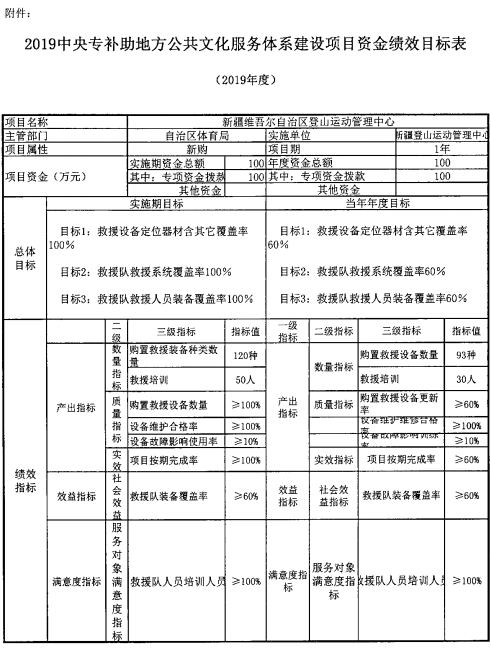 附件：
2019中央专补助地方公共文化服务体系建设项目资金绩效目标表
（2019年度）
项目名称 新疆维吾尔自治区登山运动管理中心
主管部门 自治区体育局 实施单位 新疆登山运动管理中心
项目属性 新购 项目期 1年
项目资金（万元） 实施期资金总额 100 年度资金总额 100
其中：专项资金拨款 100 其中：专项资金拨款 100
其他资金 其他资金
总体目标 实施期目标 当年年度目标
目标1：救援设备定位器材含其它覆盖率100% 目标1：救援设备定位器材含其它覆盖率60%
目标2：救援队救援系统覆盖率100% 目标2：救援队救援系统覆盖率60%
目标3：救援队救援人员装备覆盖率100% 目标3：救援队救援人员装备覆盖率60%
绩效指标 二级 三级指标 指标值 一级指标 二级指标 三级指标 指标值
产出指标 数量指标 购置救援装备种类数量 120种 产出指标 数量指标 购置救援设备数量 93种
救援培训 50人 救援培训 30人
质量指标 购置救援设备数量 ≥100% 质量指标 购置救援设备更新率 ≥60%
设备维护合格率 ≥100% 设备维护维修合格率 ≥100%
设备故障影响使用率 ≥10% 设备故障影响训练率 ≥10%
实效 项目按期完成率 ≥100% 实效指标 项目按期完成率 ≥60%
效益指标 社会效益 救援队装备覆盖率 ≥60% 效益指标 社会效益指标 救援队装备覆盖率 ≥60%
满意度指标 服务对象满意度指标 救援队人员培训人员 ≥100% 满意度指标 服务对象满意度指标 救援队人员培训人员 ≥100%